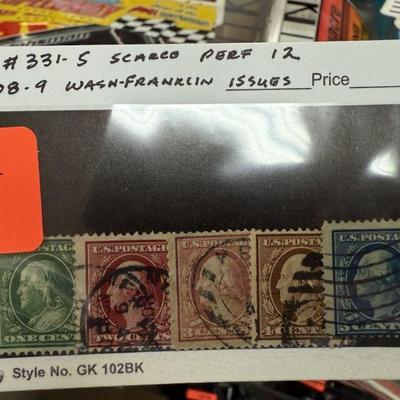 #331-5 SCARCE PERF 12
08-9 WASH-FRANKLIN ISSUES Price
U.S. POSTAGE U.S. POSTAGE U.S. POSTAGE U.S. POSTAGE
ONE CENT TWO CENTS
Style No. GK 102BK